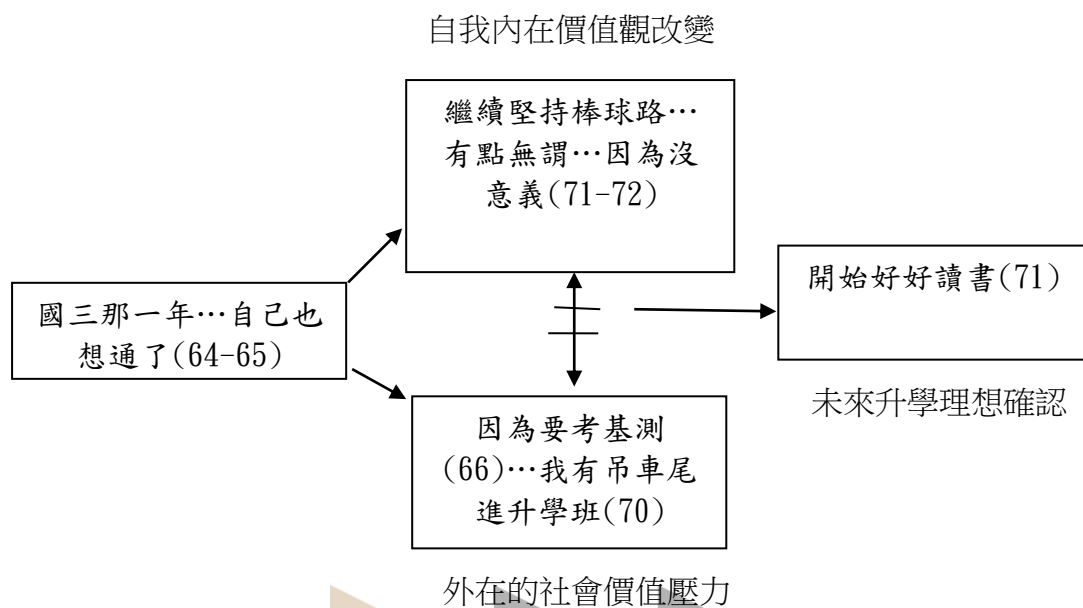 自我內在價值觀改變
繼續堅持棒球路…
有點無謂…因為沒
意義(71-72)
國三那一年…自己也
想通了(64-65)
開始好好讀書(71)
未來升學理想確認
因為要考基測
(66)…我有吊車尾
進升學班(70)
外在的社會價值壓力